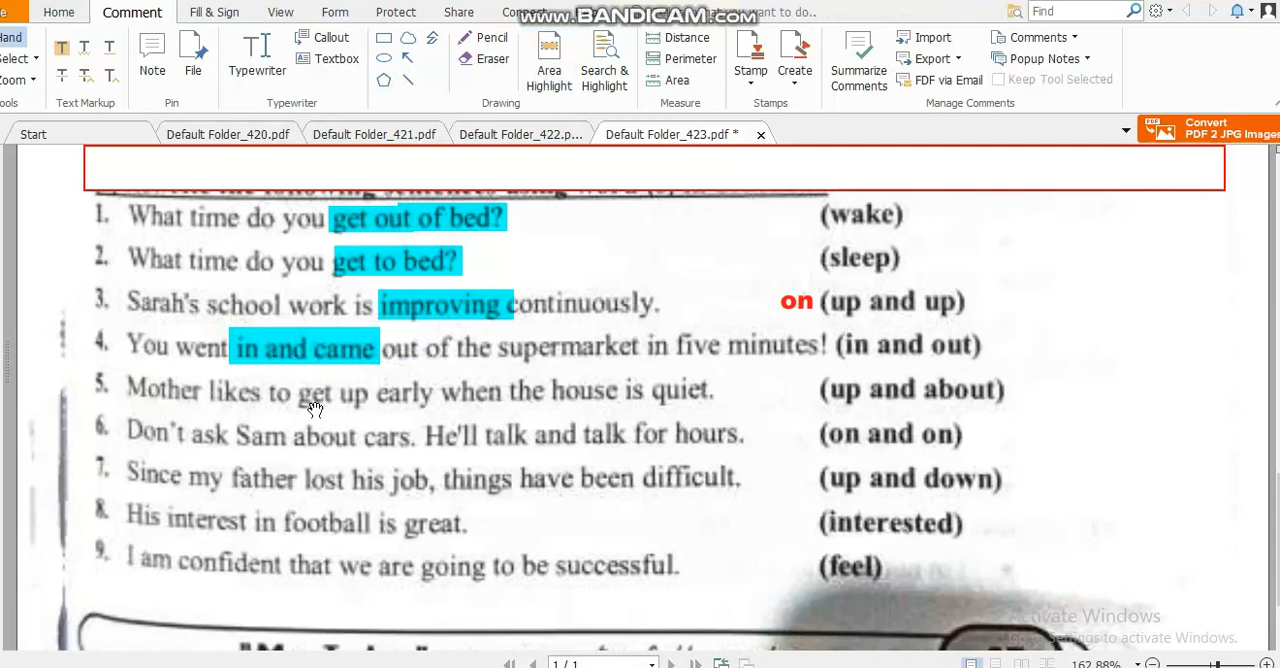 Home Comment Fill & Sign View Form Protect Share
www.BANDICAM.com
want to do..
Find
Hand
Select
Zoom
Tools
Text Markup
Note
File
Pin
Typewriter
Callout
Textbox
Typewriter
Pencil
Eraser
Area Highlight
Search & Highlight
Drawing
Distance
Perimeter
Area
Measure
Stamp
Create
Stamps
Summarize Comments
Import
Export
FDF via Email
Comments
Popup Notes
Keep Tool Selected
Manage Comments
Start
Default Folder_420.pdf
Default Folder_421.pdf
Default Folder_422.p...
Default Folder_423.pdf *
Convert
PDF 2 JPG Images
1. What time do you get out of bed? (wake)
2. What time do you get to bed? (sleep)
3. Sarah's school work is improving continuously. on (up and up)
4. You went in and came out of the supermarket in five minutes! (in and out)
5. Mother likes to get up early when the house is quiet. (up and about)
6. Don't ask Sam about cars. He'll talk and talk for hours. (on and on)
7. Since my father lost his job, things have been difficult. (up and down)
8. His interest in football is great. (interested)
9. I am confident that we are going to be successful. (feel)
Activate Windows
Go to Settings to activate Windows.
1 / 1
162.88%